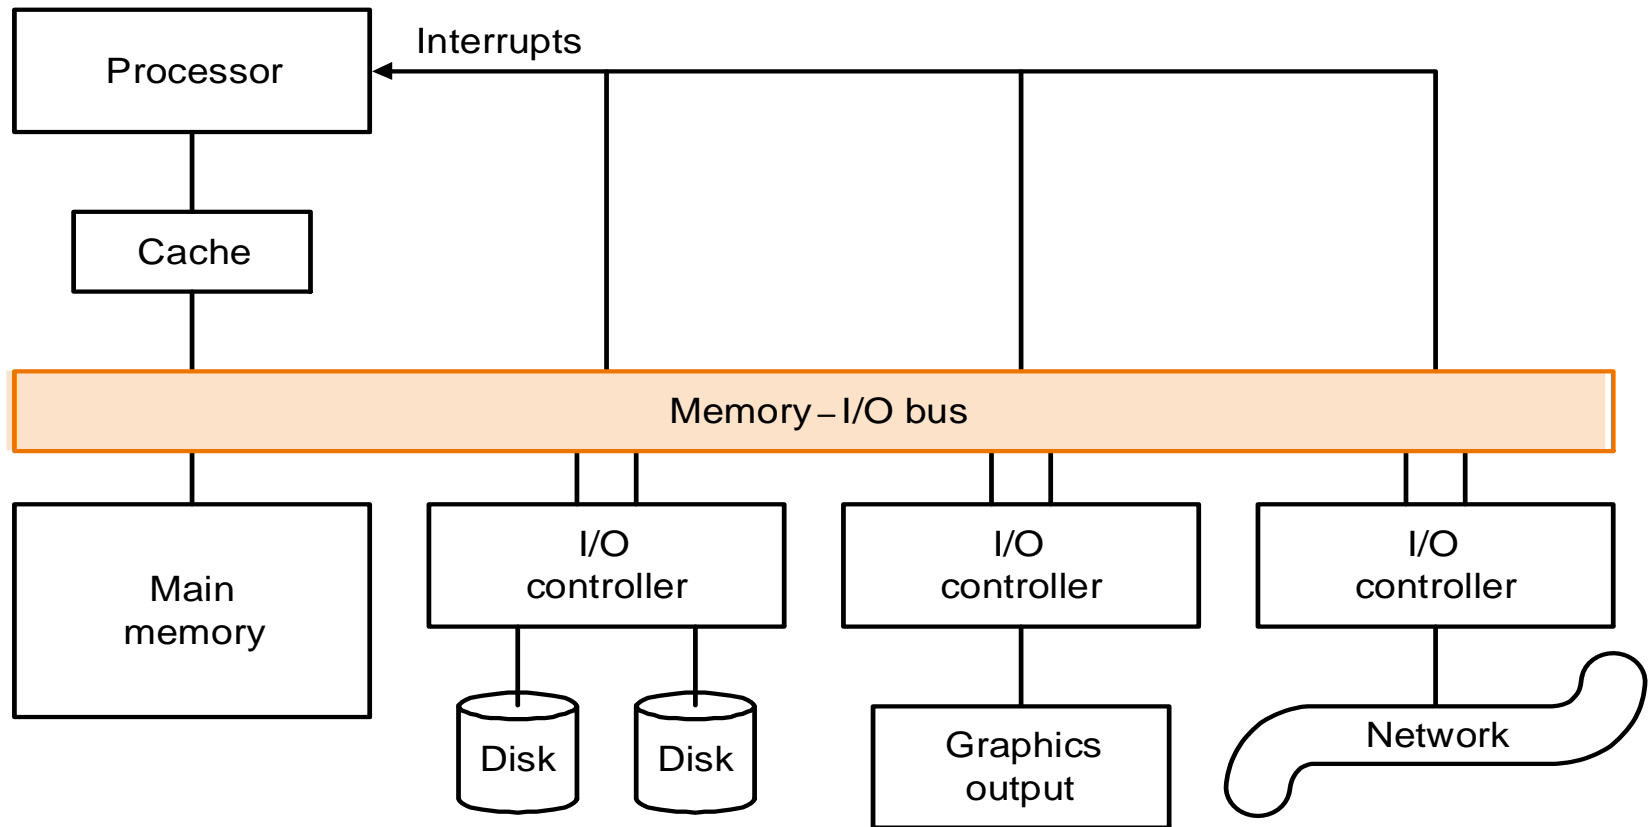 Interrupts
Processor
Cache
Memory – I/O bus
Main
memory
I/O
controller
I/O
controller
I/O
controller
Disk
Disk
Graphics
output
Network